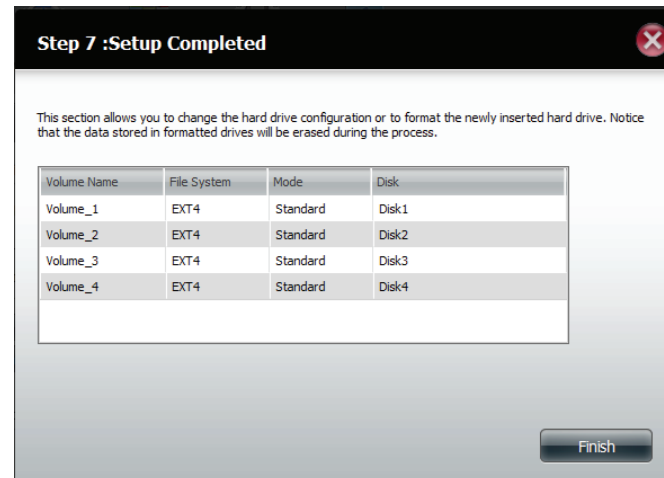 Step 7 :Setup Completed
This section allows you to change the hard drive configuration or to format the newly inserted hard drive. Notice
that the data stored in formatted drives will be erased during the process.
Volume Name File System Mode Disk
Volume_1 EXT4 Standard Disk1
Volume_2 EXT4 Standard Disk2
Volume_3 EXT4 Standard Disk3
Volume_4 EXT4 Standard Disk4
Finish